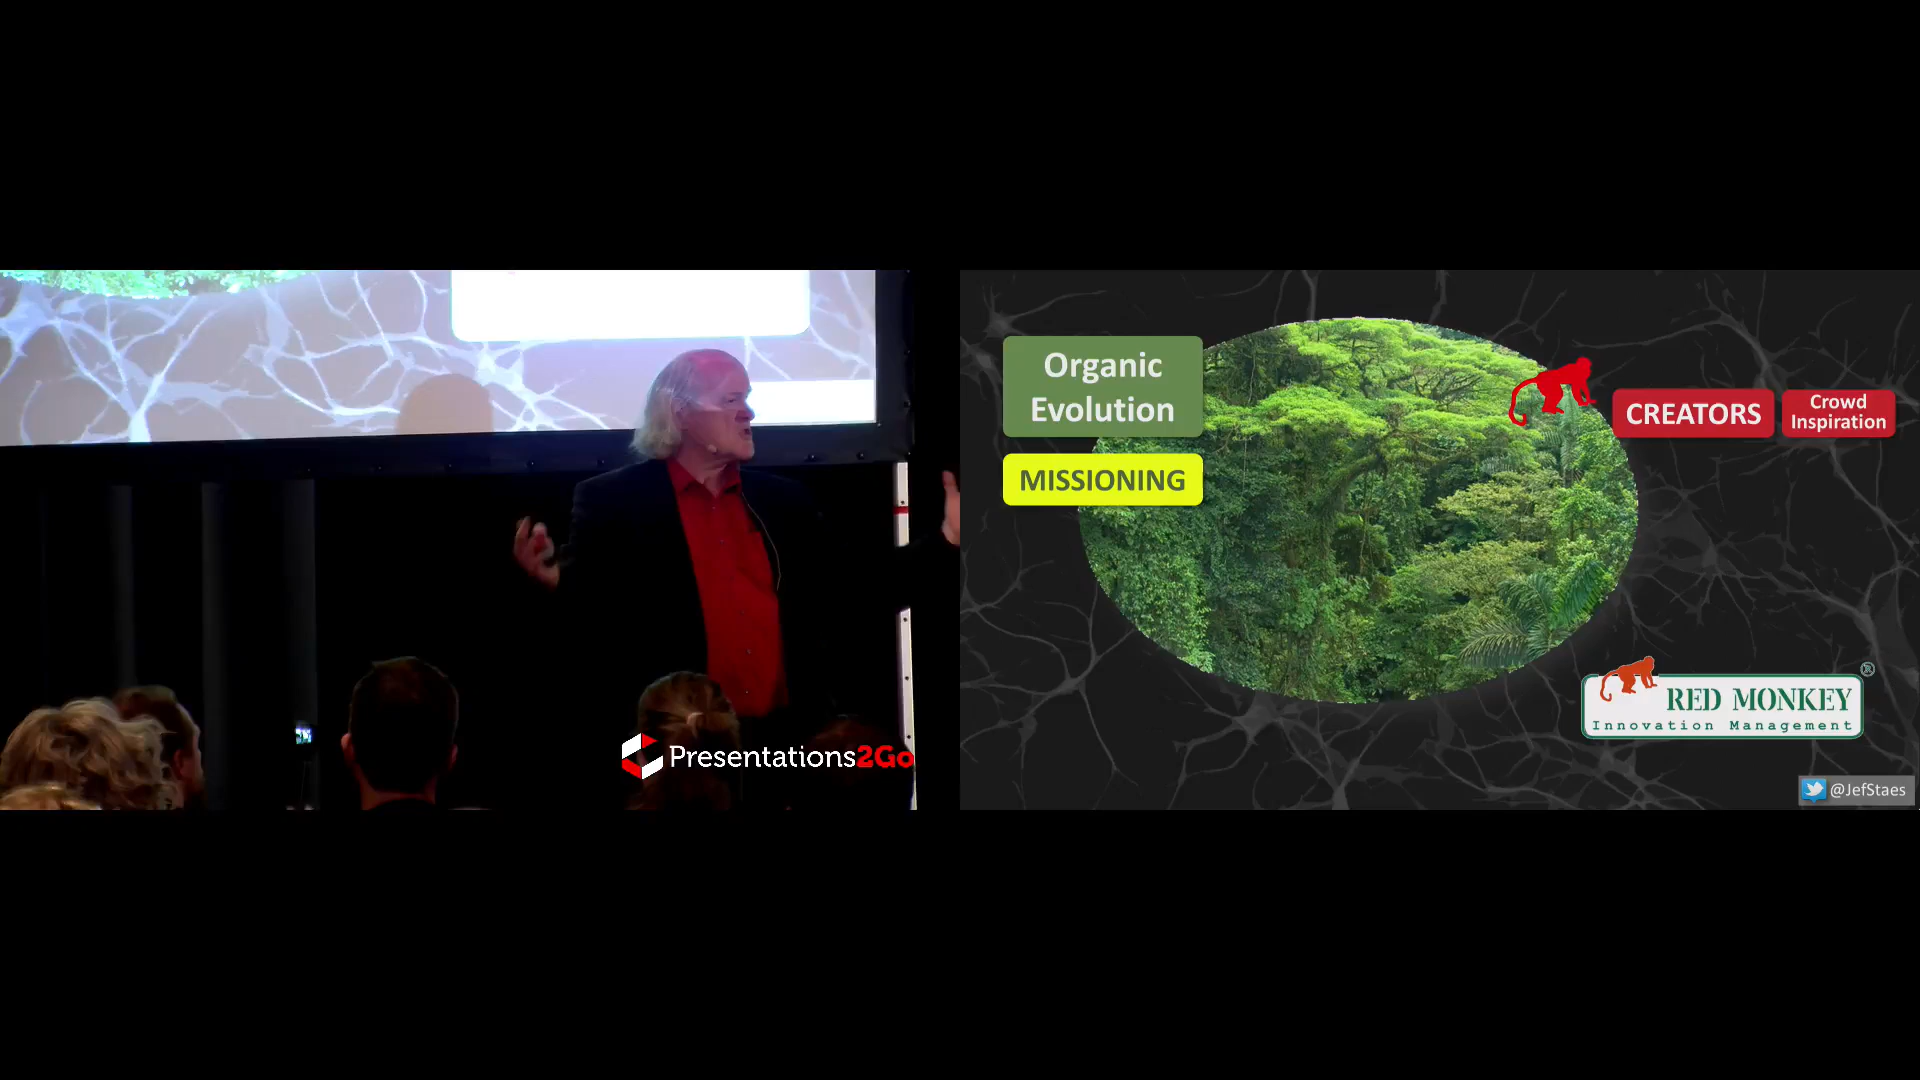 Presentations2Go
Organic
Evolution
MISSIONING
CREATORS
Crowd
Inspiration
RED MONKEY
®
Innovation Management
@JefStaes